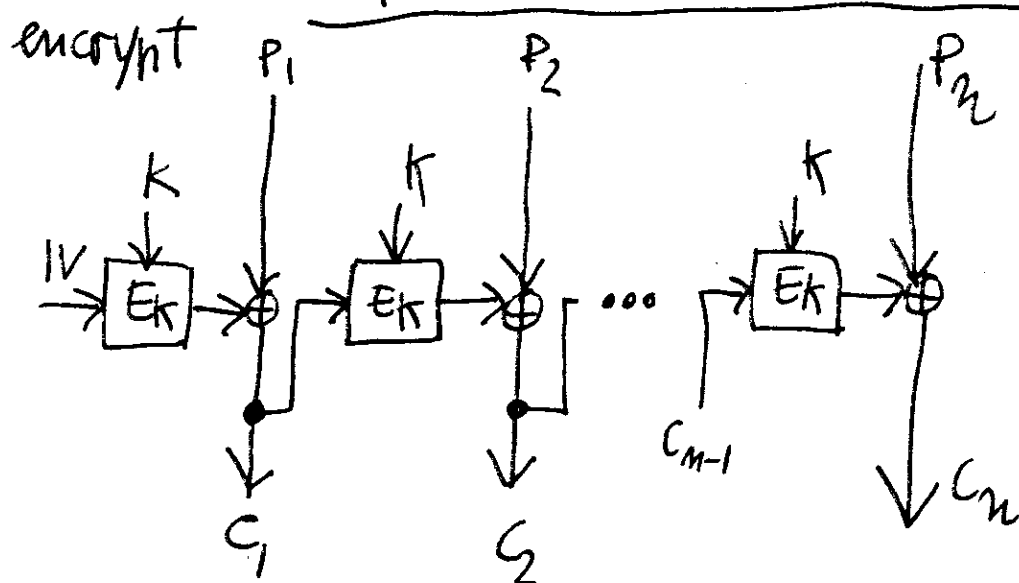 encrypt
P1 P2 Pn
K K K
IV EK EK ... EK
Cn-1
C1 C2 Cn